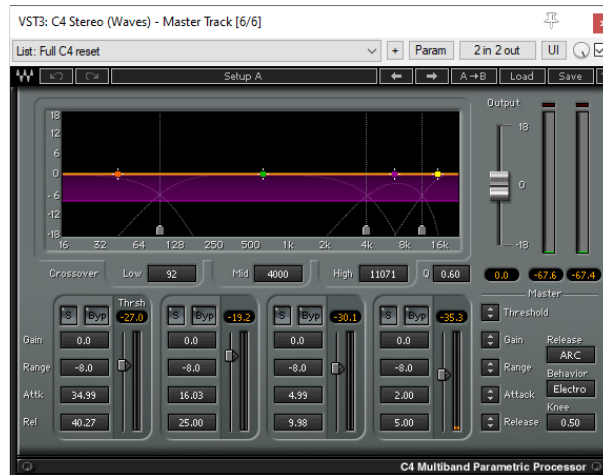 VST3: C4 Stereo (Waves) - Master Track [6/6]
List: Full C4 reset + Param 2 in 2 out UI
Setup A A→B Load Save
Output
18 18
12
6
0 0
-6
-12
-18 -18
16 32 64 128 250 500 1k 2k 4k 8k 16k
Crossover Low 92 Mid 4000 High 11071 Q 0.60 0.0 -67.6 -67.4
Master
Thrsh
S Byp -27.0 S Byp -19.2 S Byp -30.1 S Byp -35.3 Threshold
Gain 0.0 0.0 0.0 0.0 Gain Release
ARC
Range -8.0 -8.0 -8.0 -8.0 Range Behavior
Electro
Attk 34.99 16.03 4.99 2.00 Attack Knee
Rel 40.27 25.00 9.98 5.00 Release 0.50
C4 Multiband Parametric Processor